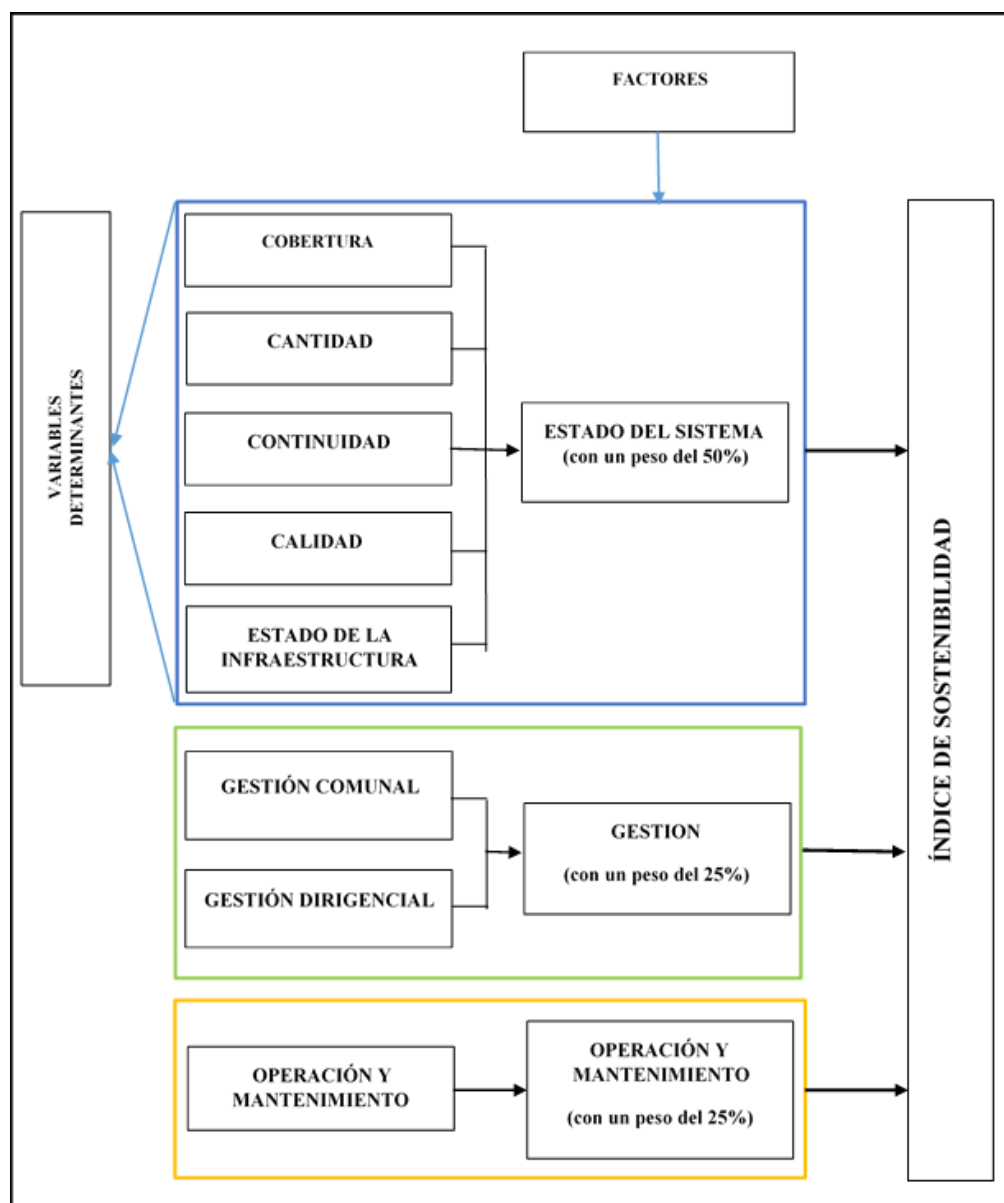 FACTORES
VARIABLES
DETERMINANTES
COBERTURA
CANTIDAD
CONTINUIDAD
CALIDAD
ESTADO DE LA
INFRAESTRUCTURA
ESTADO DEL SISTEMA
(con un peso del 50%)
GESTIÓN COMUNAL
GESTIÓN DIRIGENCIAL
GESTION
(con un peso del 25%)
OPERACIÓN Y
MANTENIMIENTO
OPERACIÓN Y
MANTENIMIENTO
(con un peso del 25%)
ÍNDICE DE SOSTENIBILIDAD